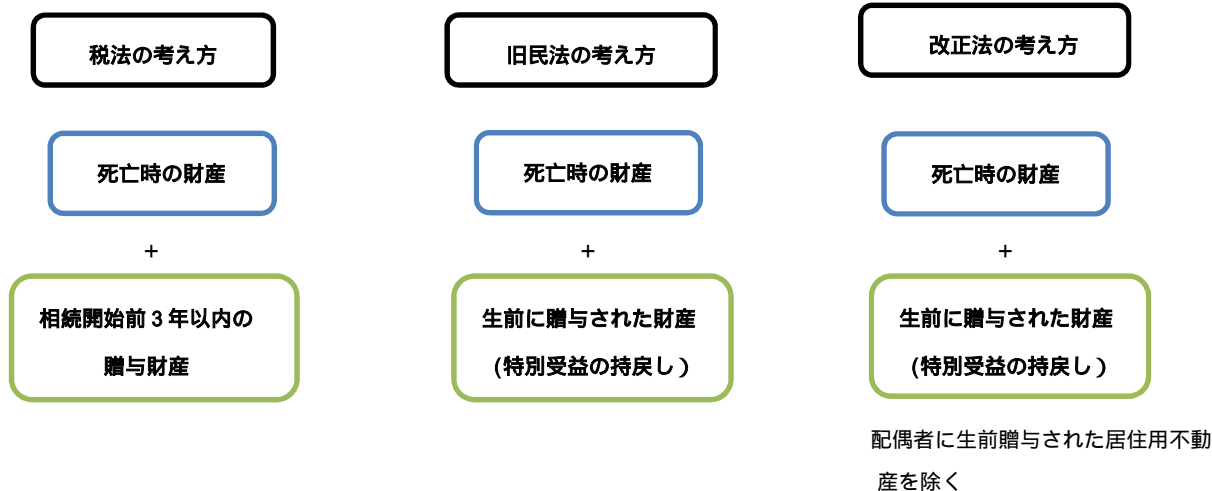 税法の考え方
死亡時の財産
+
相続開始前３年以内の
贈与財産
旧民法の考え方
死亡時の財産
+
生前に贈与された財産
(特別受益の持戻し）
改正法の考え方
死亡時の財産
+
生前に贈与された財産
(特別受益の持戻し）
配偶者に生前贈与された居住用不動
産を除く